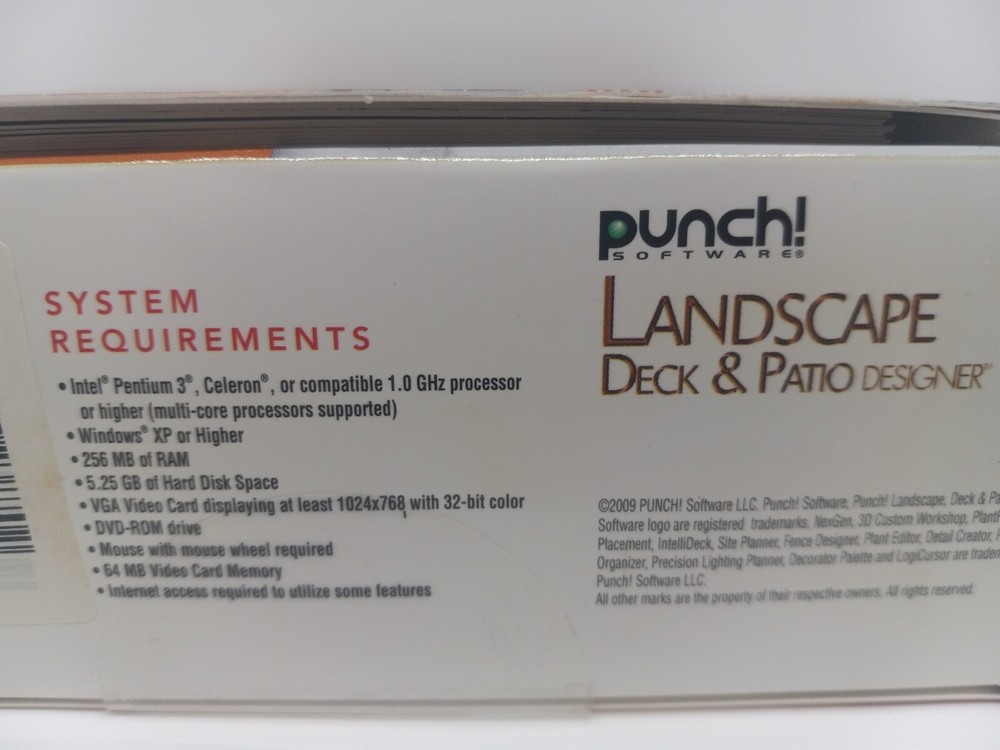 SYSTEM
REQUIREMENTS
• Intel® Pentium 3®, Celeron®, or compatible 1.0 GHz processor
or higher (multi-core processors supported)
• Windows® XP or Higher
• 256 MB of RAM
• 5.25 GB of Hard Disk Space
• VGA Video Card displaying at least 1024x768 with 32-bit color
• DVD-ROM drive
• Mouse with mouse wheel required
• 64 MB Video Card Memory
• Internet access required to utilize some features
punch!
SOFTWARE®
LANDSCAPE
DECK & PATIO DESIGNER™
©2009 PUNCH! Software LLC. Punch! Software, Punch! Landscape, Deck &
Software logo are registered trademarks. NexGen, 3D Custom Workshop,
Placement, IntelliDeck, Site Planner, Fence Designer, Plant Editor, Detail Creator,
Organizer, Precision Lighting Planner, Decorator Palette and LogiCursor are
Punch! Software LLC.
All other marks are the property of their respective owners. All rights reserved.